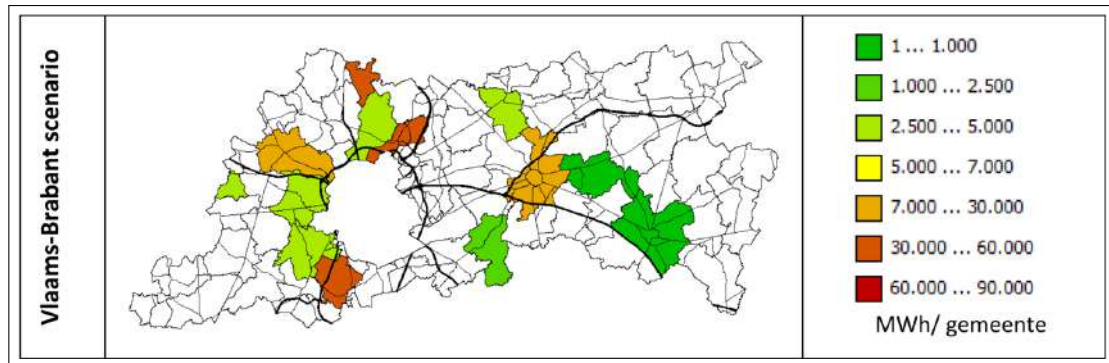 Vlaams-Brabant scenario
1 ... 1.000
1.000 ... 2.500
2.500 ... 5.000
5.000 ... 7.000
7.000 ... 30.000
30.000 ... 60.000
60.000 ... 90.000
MWh/ gemeente